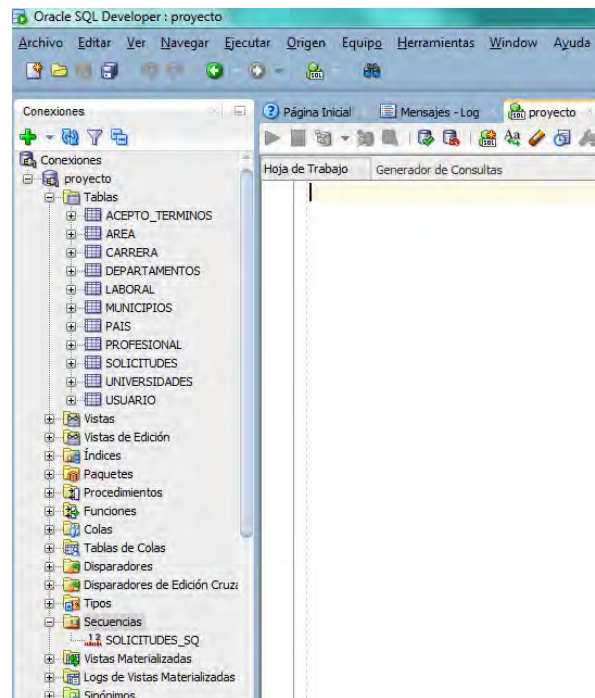 Oracle SQL Developer : proyecto
Archivo Editar Ver Navegar Ejecutar Origen Equipo Herramientas Window Ayuda
SQL
Conexiones
Página Inicial Mensajes - Log proyecto
Conexiones
Hoja de Trabajo Generador de Consultas
proyecto
Tablas
ACEPTO_TERMINOS
AREA
CARRERA
DEPARTAMENTOS
LABORAL
MUNICIPIOS
PAIS
PROFESIONAL
SOLICITUDES
UNIVERSIDADES
USUARIO
Vistas
Vistas de Edición
Índices
Paquetes
Procedimientos
Funciones
Colas
Tablas de Colas
Disparadores
Disparadores de Edición Cruza
Tipos
Secuencias
SOLICITUDES_SQ
Vistas Materializadas
Logs de Vistas Materializadas
Sinónimos